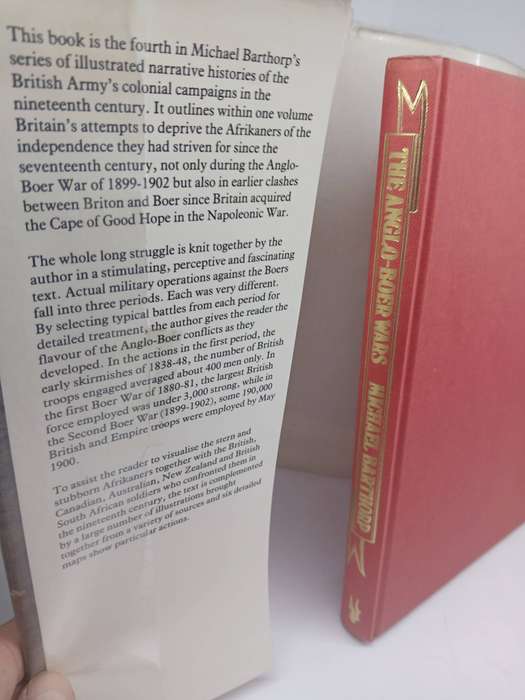 This book is the fourth in Michael Barthorp's
series of illustrated narrative histories of the
British Army's colonial campaigns in the
nineteenth century. It outlines within one volume
Britain's attempts to deprive the Afrikaners of the
independence they had striven for since the
seventeenth century, not only during the Anglo-
Boer War of 1899-1902 but also in earlier clashes
between Briton and Boer since Britain acquired
the Cape of Good Hope in the Napoleonic War.
The whole long struggle is knit together by the
author in a stimulating, perceptive and fascinating
text. Actual military operations against the Boers
fall into three periods. Each was very different.
By selecting typical battles from each period for
detailed treatment, the author gives the reader the
flavour of the Anglo-Boer conflicts as they
developed. In the actions in the first period, the
early skirmishes of 1838-48, the number of British
troops engaged averaged about 400 men only. In
the first Boer War of 1880-81, the largest British
force employed was under 3,000 strong, while in
the Second Boer War (1899-1902), some 190,000
British and Empire troops were employed by May
1900.
To assist the reader to visualise the stern and
stubborn Afrikaners together with the British,
Canadian, Australian, New Zealand and British
South African soldiers who confronted them in
the nineteenth century, the text is complemented
by a large number of illustrations brought
together from a variety of sources and six detailed
maps show particular actions.
THE ANGLO-BOER WARS MICHAEL BARTHORP